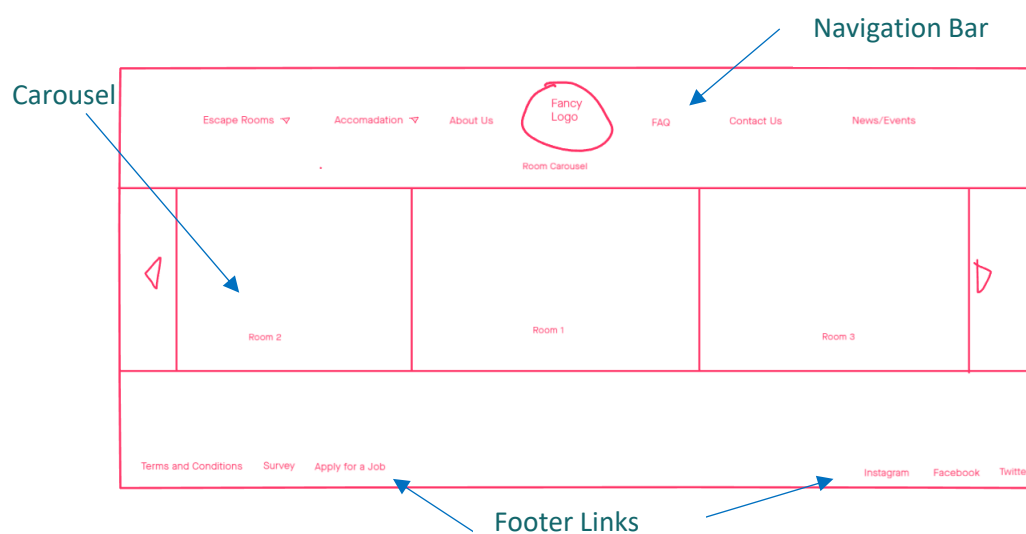 Navigation Bar
Carousel
Escape Rooms
Accomadation
About Us
Fancy
Logo
FAQ
Contact Us
News/Events
Room Carousel
Room 2
Room 1
Room 3
Terms and Conditions
Survey
Apply for a Job
Instagram
Facebook
Twitte
Footer Links